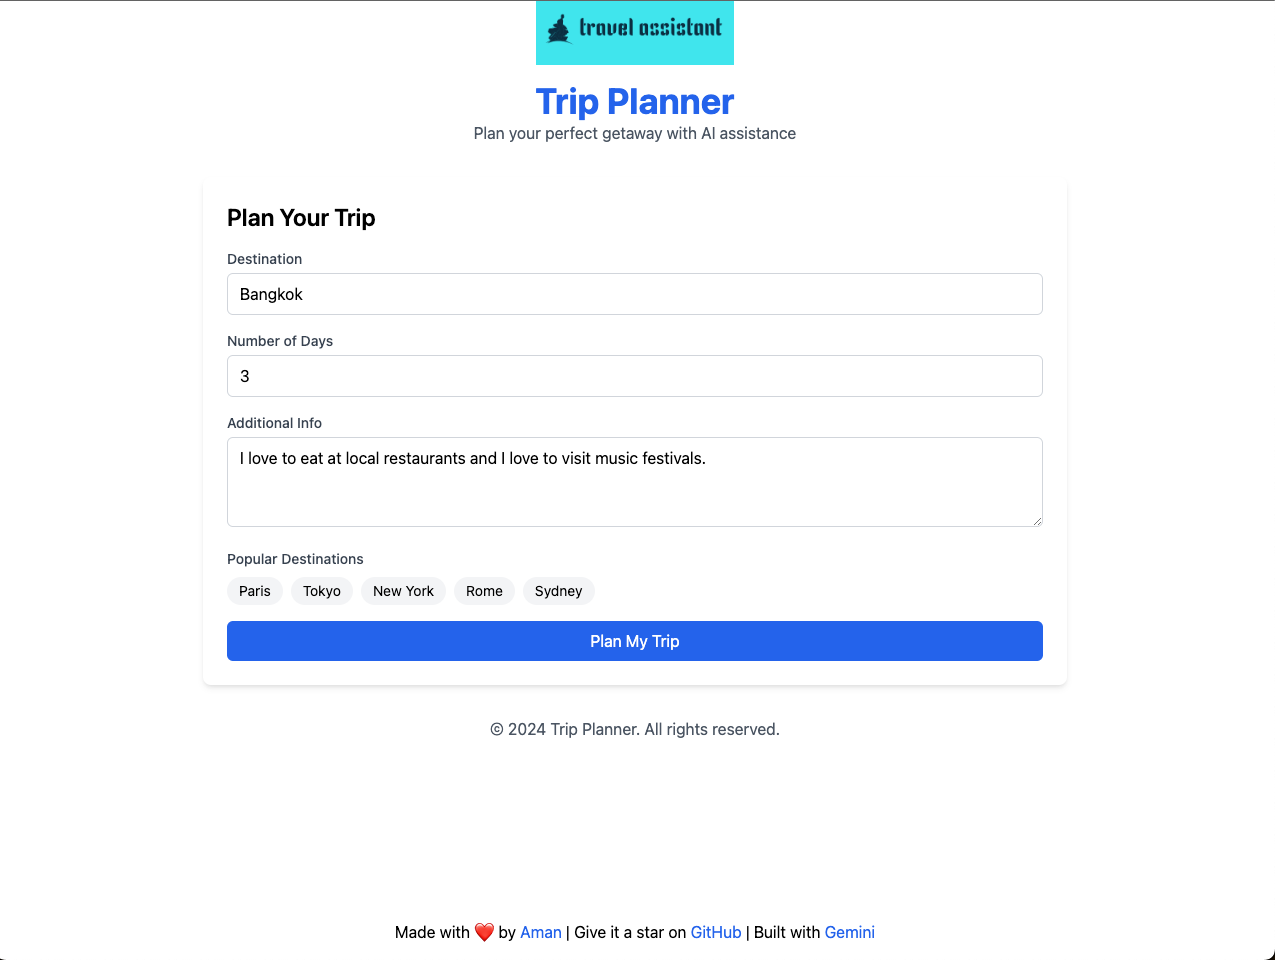 travel assistant
Trip Planner
Plan your perfect getaway with AI assistance
Plan Your Trip
Destination
Bangkok
Number of Days
3
Additional Info
I love to eat at local restaurants and I love to visit music festivals.
Popular Destinations
Paris Tokyo New York Rome Sydney
Plan My Trip
© 2024 Trip Planner. All rights reserved.
Made with ❤️ by Aman | Give it a star on GitHub | Built with Gemini